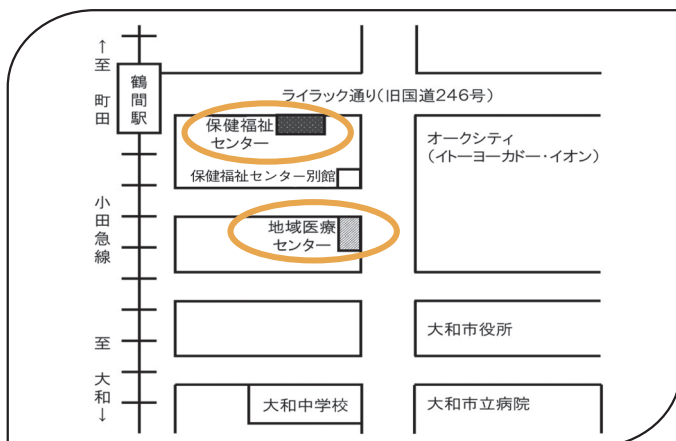 ↑至 町田
鶴間駅
小田急線
至 大和↓
ライラック通り(旧国道246号)
保健福祉
センター
保健福祉センター別館
地域医療
センター
オークシティ
(イトーヨーカドー・イオン)
大和市役所
大和中学校
大和市立病院